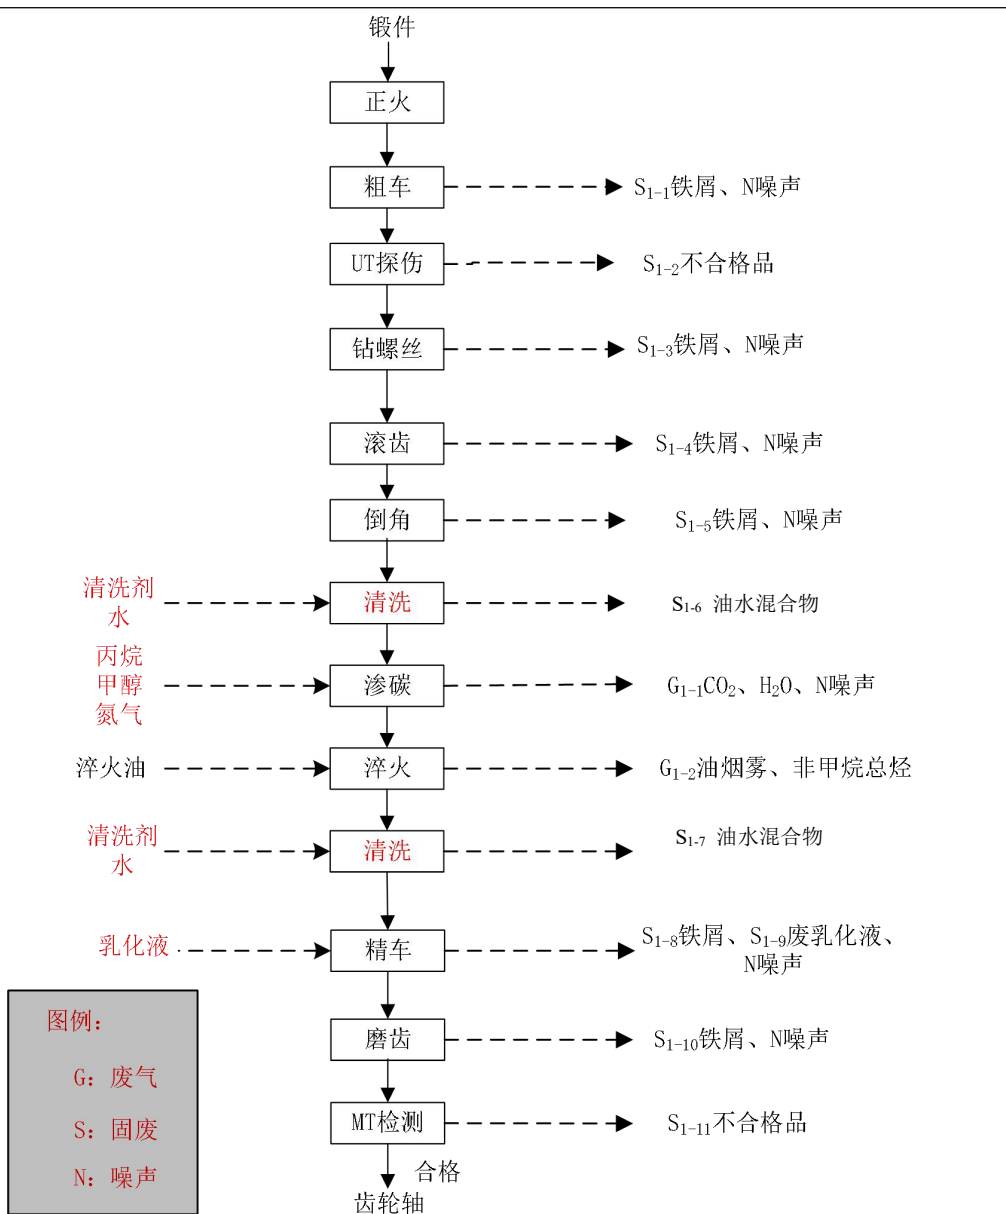 锻件
正火
粗车
S1-1铁屑、N噪声
UT探伤
S1-2不合格品
钻螺丝
S1-3铁屑、N噪声
滚齿
S1-4铁屑、N噪声
倒角
S1-5铁屑、N噪声
清洗剂
水
清洗
S1-6 油水混合物
丙烷
甲醇
氮气
渗碳
G1-1CO2、H2O、N噪声
淬火油
淬火
G1-2油烟雾、非甲烷总烃
清洗剂
水
清洗
S1-7 油水混合物
乳化液
精车
S1-8铁屑、S1-9废乳化液、
N噪声
磨齿
S1-10铁屑、N噪声
MT检测
S1-11不合格品
合格
齿轮轴
图例：
G：废气
S：固废
N：噪声